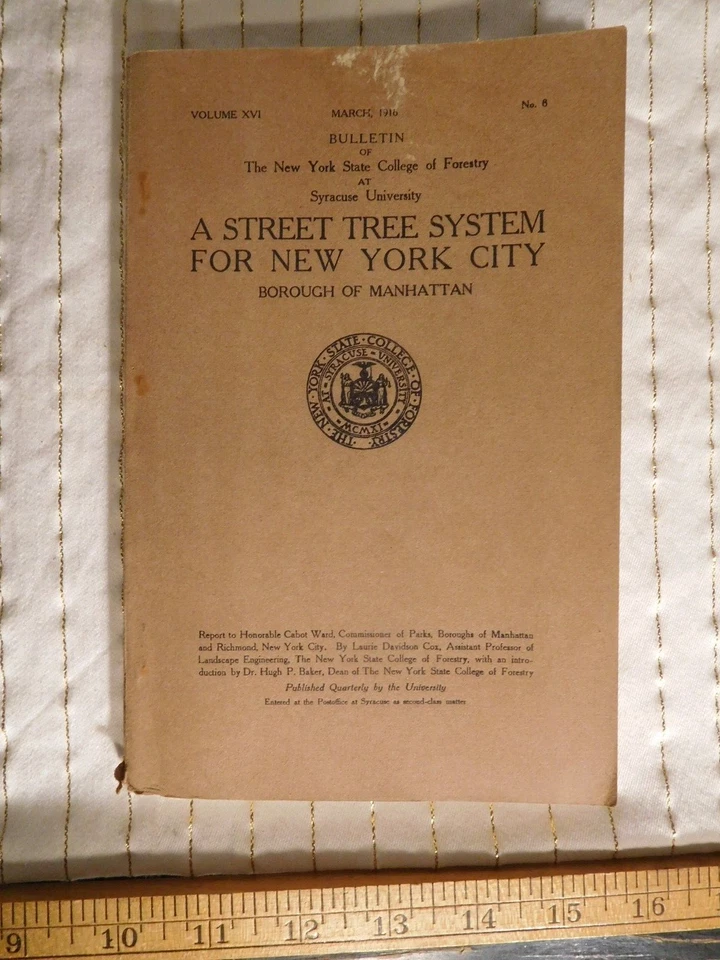 VOLUME XVI MARCH, 1916 No. 6
BULLETIN
OF
The New York State College of Forestry
AT
Syracuse University
A STREET TREE SYSTEM
FOR NEW YORK CITY
BOROUGH OF MANHATTAN
THE · NEW · YORK · STATE · COLLEGE · OF · FORESTRY
AT · SYRACUSE · UNIVERSITY
MCMXI
Report to Honorable Cabot Ward, Commissioner of Parks, Boroughs of Manhattan
and Richmond, New York City. By Laurie Davidson Cox, Assistant Professor of
Landscape Engineering, The New York State College of Forestry, with an intro-
duction by Dr. Hugh P. Baker, Dean of The New York State College of Forestry
Published Quarterly by the University
Entered at the Postoffice at Syracuse as second-class matter
9 10 11 12 13 14 15 16